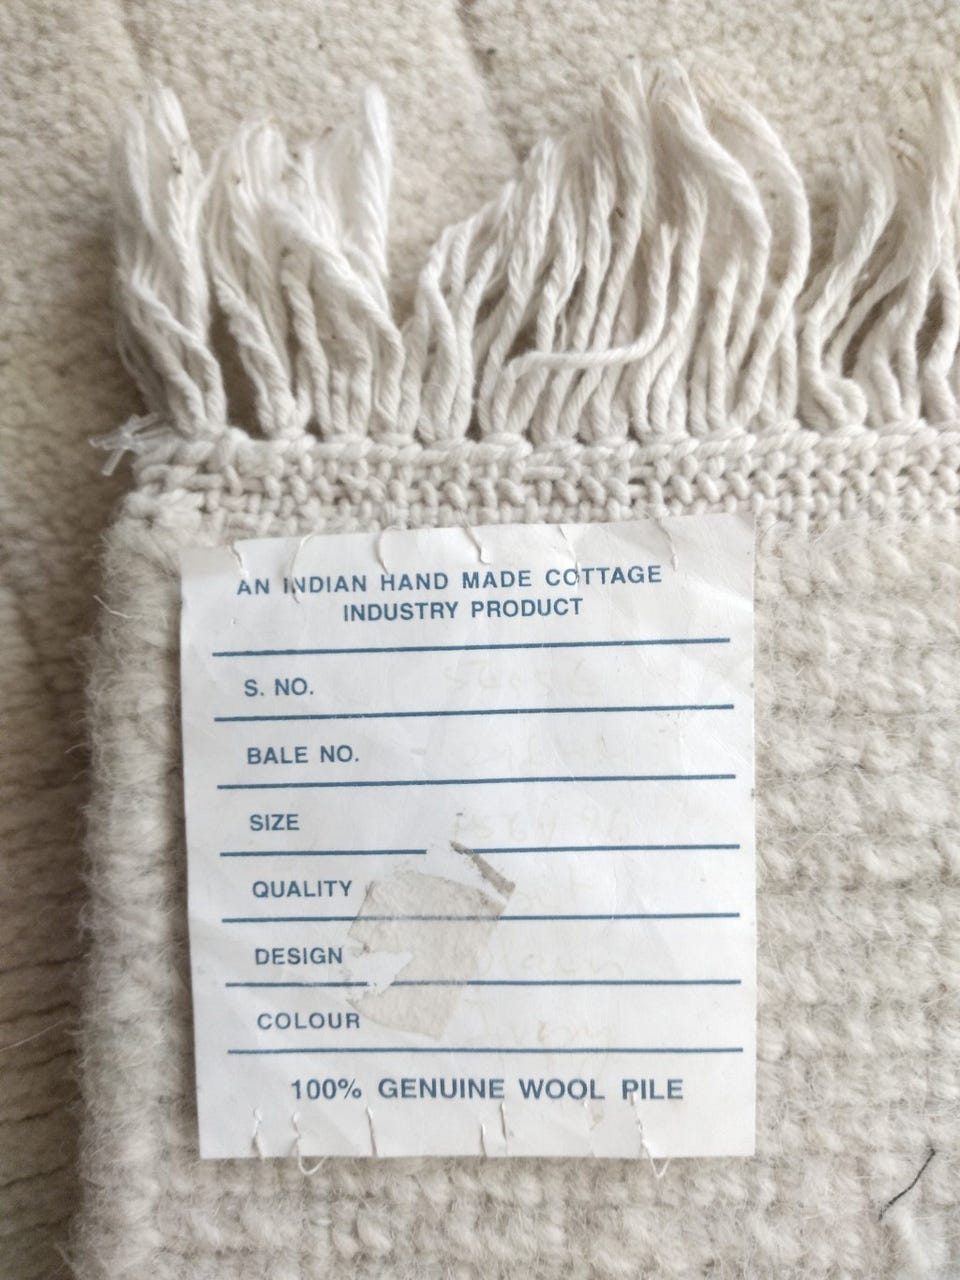 AN INDIAN HAND MADE COTTAGE
INDUSTRY PRODUCT
S. NO.
BALE NO.
SIZE
QUALITY
DESIGN
COLOUR
100% GENUINE WOOL PILE